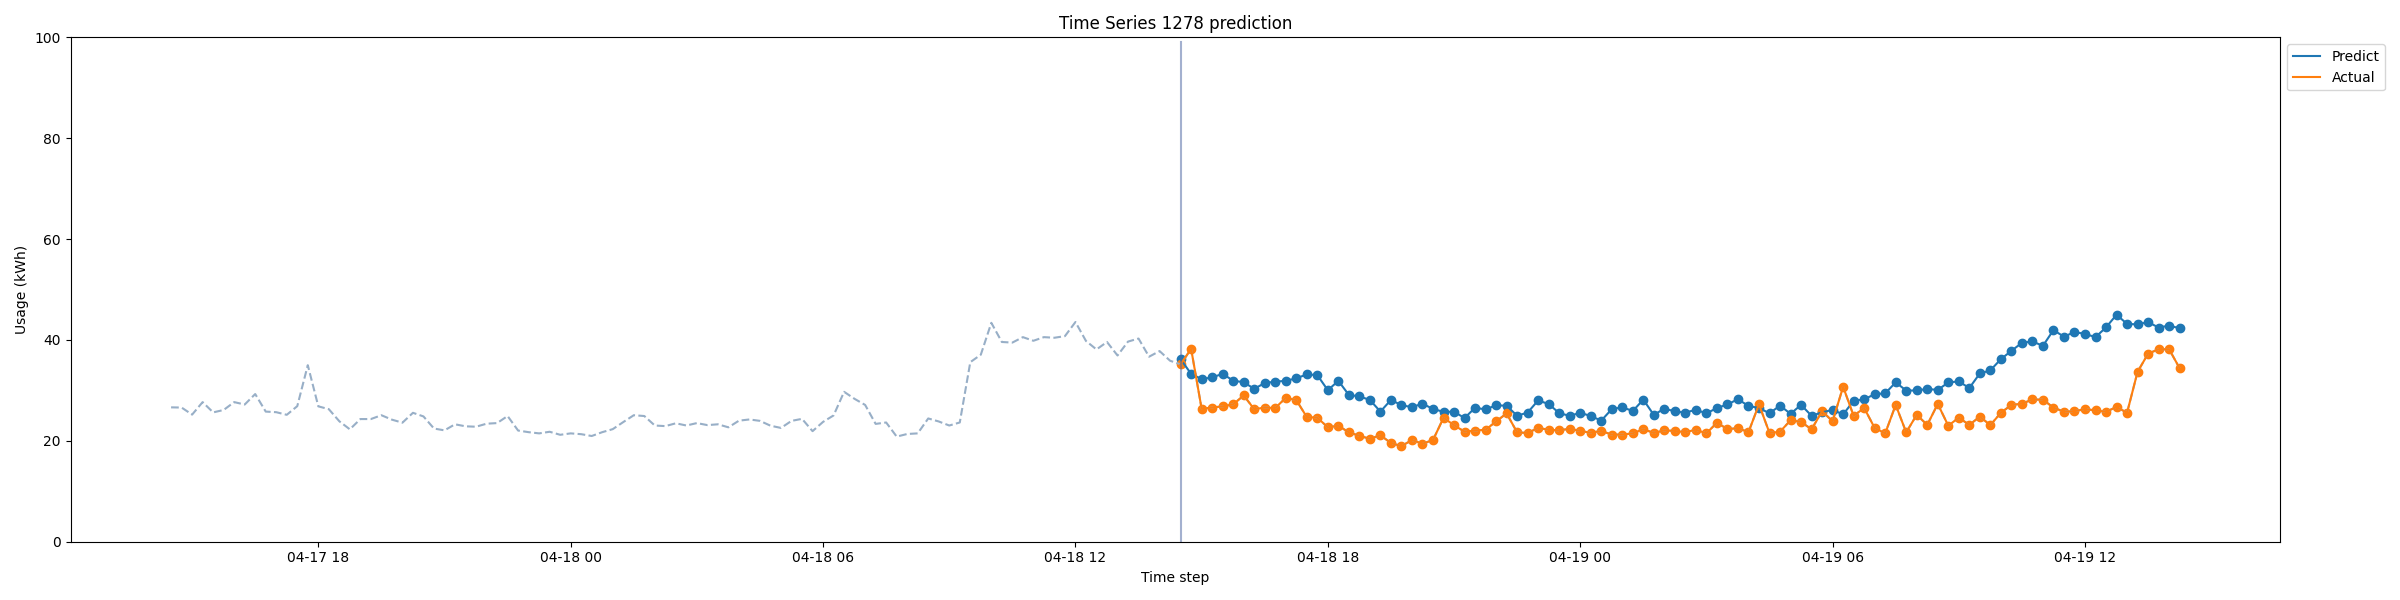 Time Series 1278 prediction
Predict
Actual
Usage (kWh)
100
80
60
40
20
0
04-17 18
04-18 00
04-18 06
04-18 12
04-18 18
04-19 00
04-19 06
04-19 12
Time step